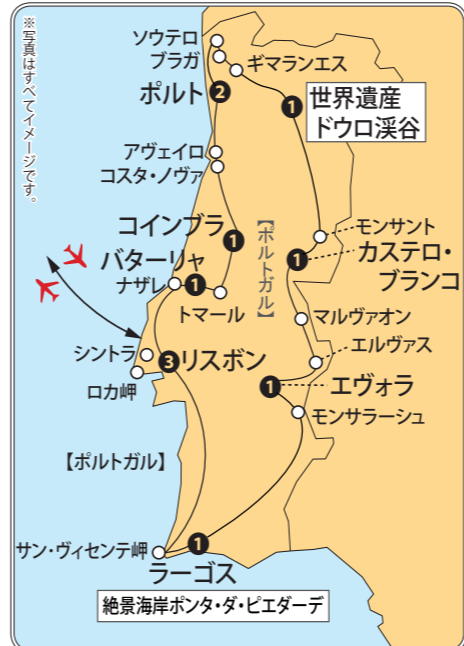 ※写真はすべてイメージです。
ソウテロ
ブラガ
ギマランエス
ポルト
2
1
世界遺産
ドウロ渓谷
アヴェイロ
コスタ・ノヴァ
コインブラ
1
【ポルトガル】
モンサント
1
カステロ・
ブランコ
バターリャ
ナザレ
1
トマール
マルヴァオン
シントラ
3
リスボン
エルヴァス
ロカ岬
1
エヴォラ
モンサラーシュ
【ポルトガル】
サン・ヴィセンテ岬
1
ラーゴス
絶景海岸ポンタ・ダ・ピエダーデ